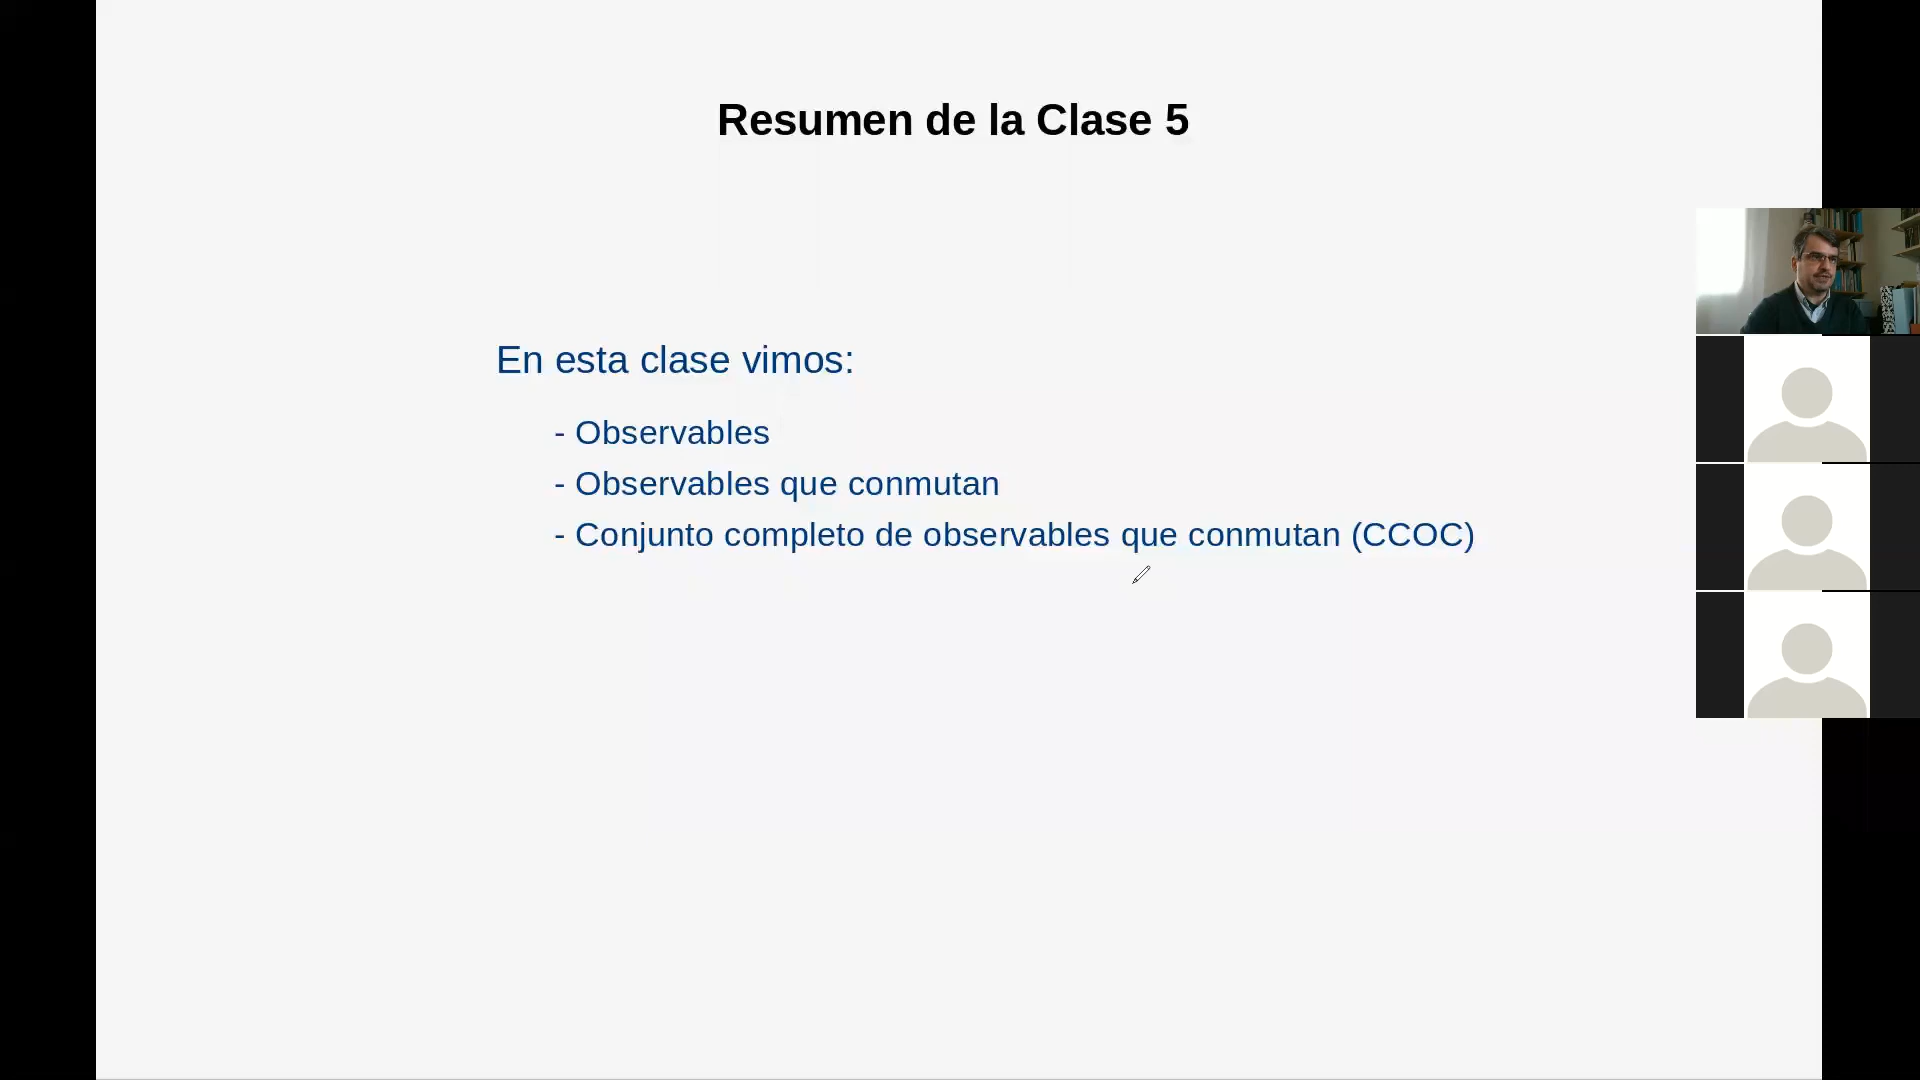 Resumen de la Clase 5
En esta clase vimos:
- Observables
- Observables que conmutan
- Conjunto completo de observables que conmutan (CCOC)